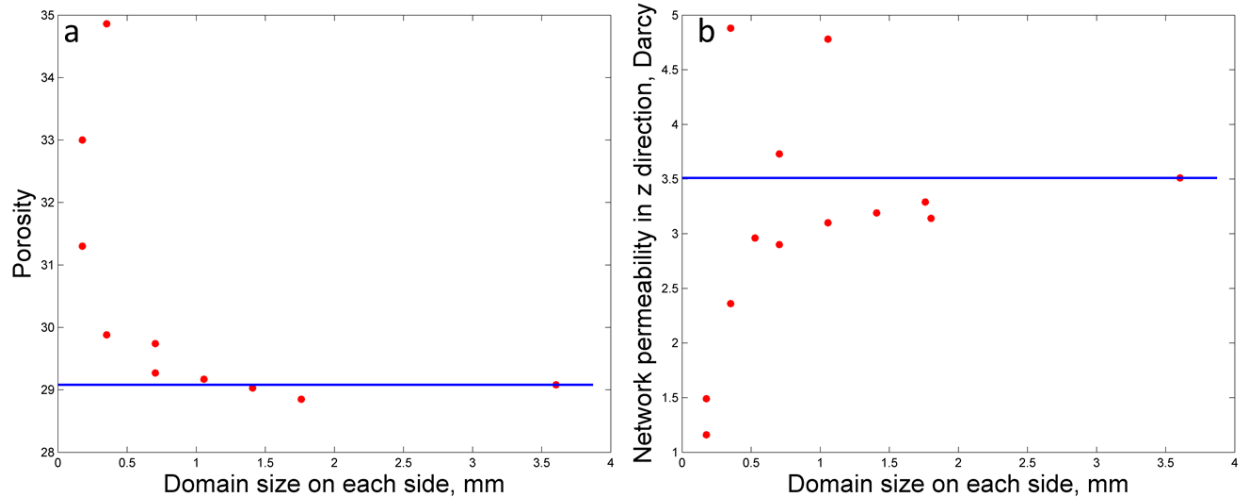 a
Porosity
35
34
33
32
31
30
29
28
0 0.5 1 1.5 2 2.5 3 3.5 4
Domain size on each side, mm
b
Network permeability in z direction, Darcy
5
4.5
4
3.5
3
2.5
2
1.5
1
0 0.5 1 1.5 2 2.5 3 3.5 4
Domain size on each side, mm